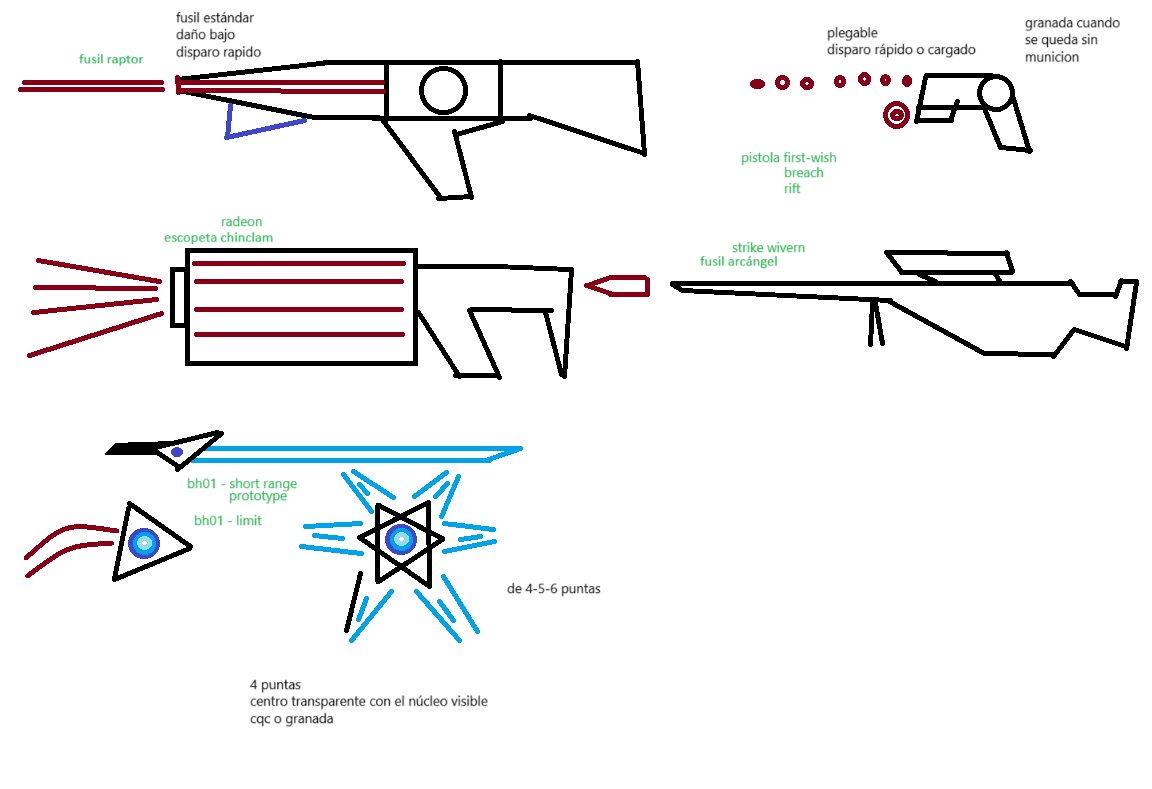 fusil estándar
daño bajo
disparo rapido
fusil raptor
plegable
disparo rápido o cargado
granada cuando
se queda sin
municion
pistola first-wish
breach
rift
radeon
escopeta chinclam
strike wivern
fusil arcángel
bh01 - short range
prototype
bh01 - limit
de 4-5-6 puntas
4 puntas
centro transparente con el núcleo visible
cqc o granada